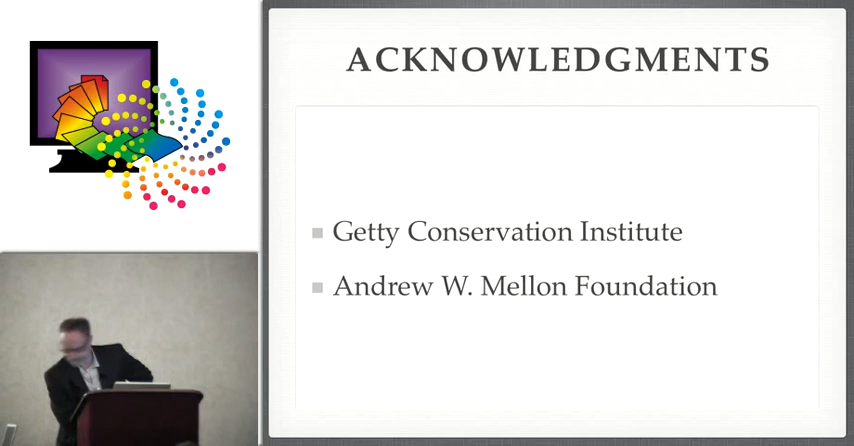 ACKNOWLEDGMENTS
Getty Conservation Institute
Andrew W. Mellon Foundation